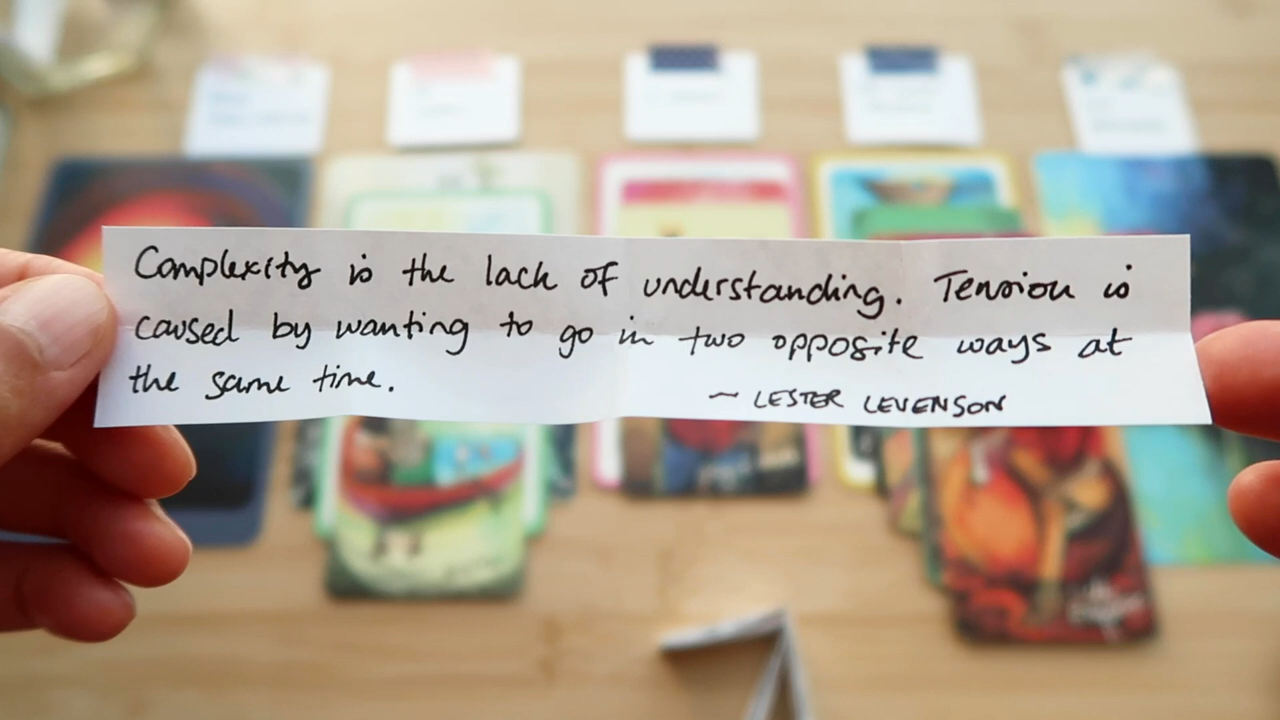 Complexity is the lack of understanding. Tension is
caused by wanting to go in two opposite ways at
the same time.
~ LESTER LEVENSON